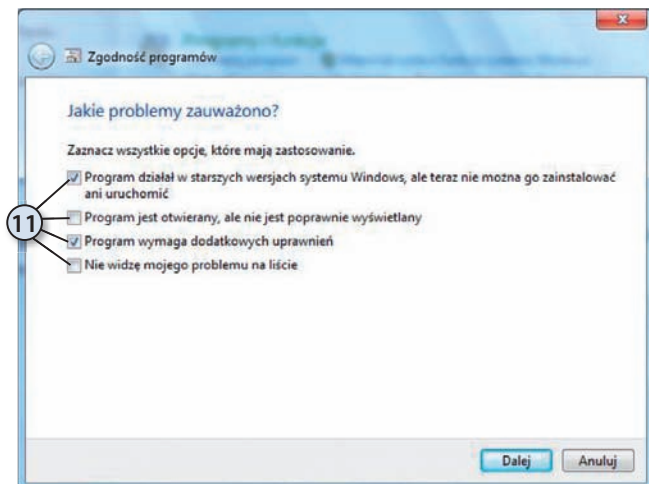 Zgodność programów
Jakie problemy zauważono?
Zaznacz wszystkie opcje, które mają zastosowanie.
Program działał w starszych wersjach systemu Windows, ale teraz nie można go zainstalować
ani uruchomić
Program jest otwierany, ale nie jest poprawnie wyświetlany
11
Program wymaga dodatkowych uprawnień
Nie widzę mojego problemu na liście
Dalej
Anuluj